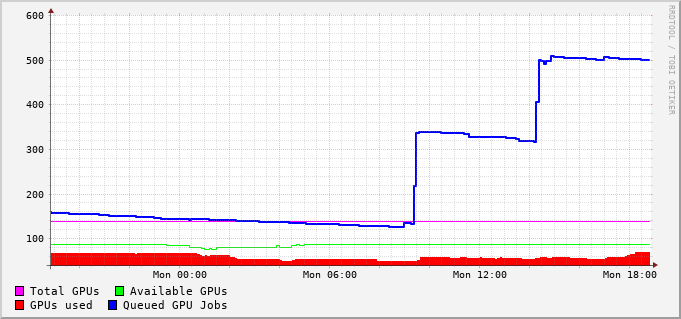 600
500
400
300
200
100
Mon 00:00 Mon 06:00 Mon 12:00 Mon 18:00
Total GPUs Available GPUs
GPUs used Queued GPU Jobs
RRDTOOL / TOBI OETIKER